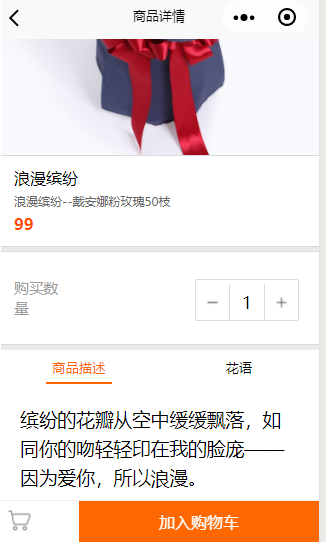 商品详情
浪漫缤纷
浪漫缤纷--戴安娜粉玫瑰50枝
99
购买数
量
1
商品描述 花语
缤纷的花瓣从空中缓缓飘落，如
同你的吻轻轻印在我的脸庞——
因为爱你，所以浪漫。
加入购物车